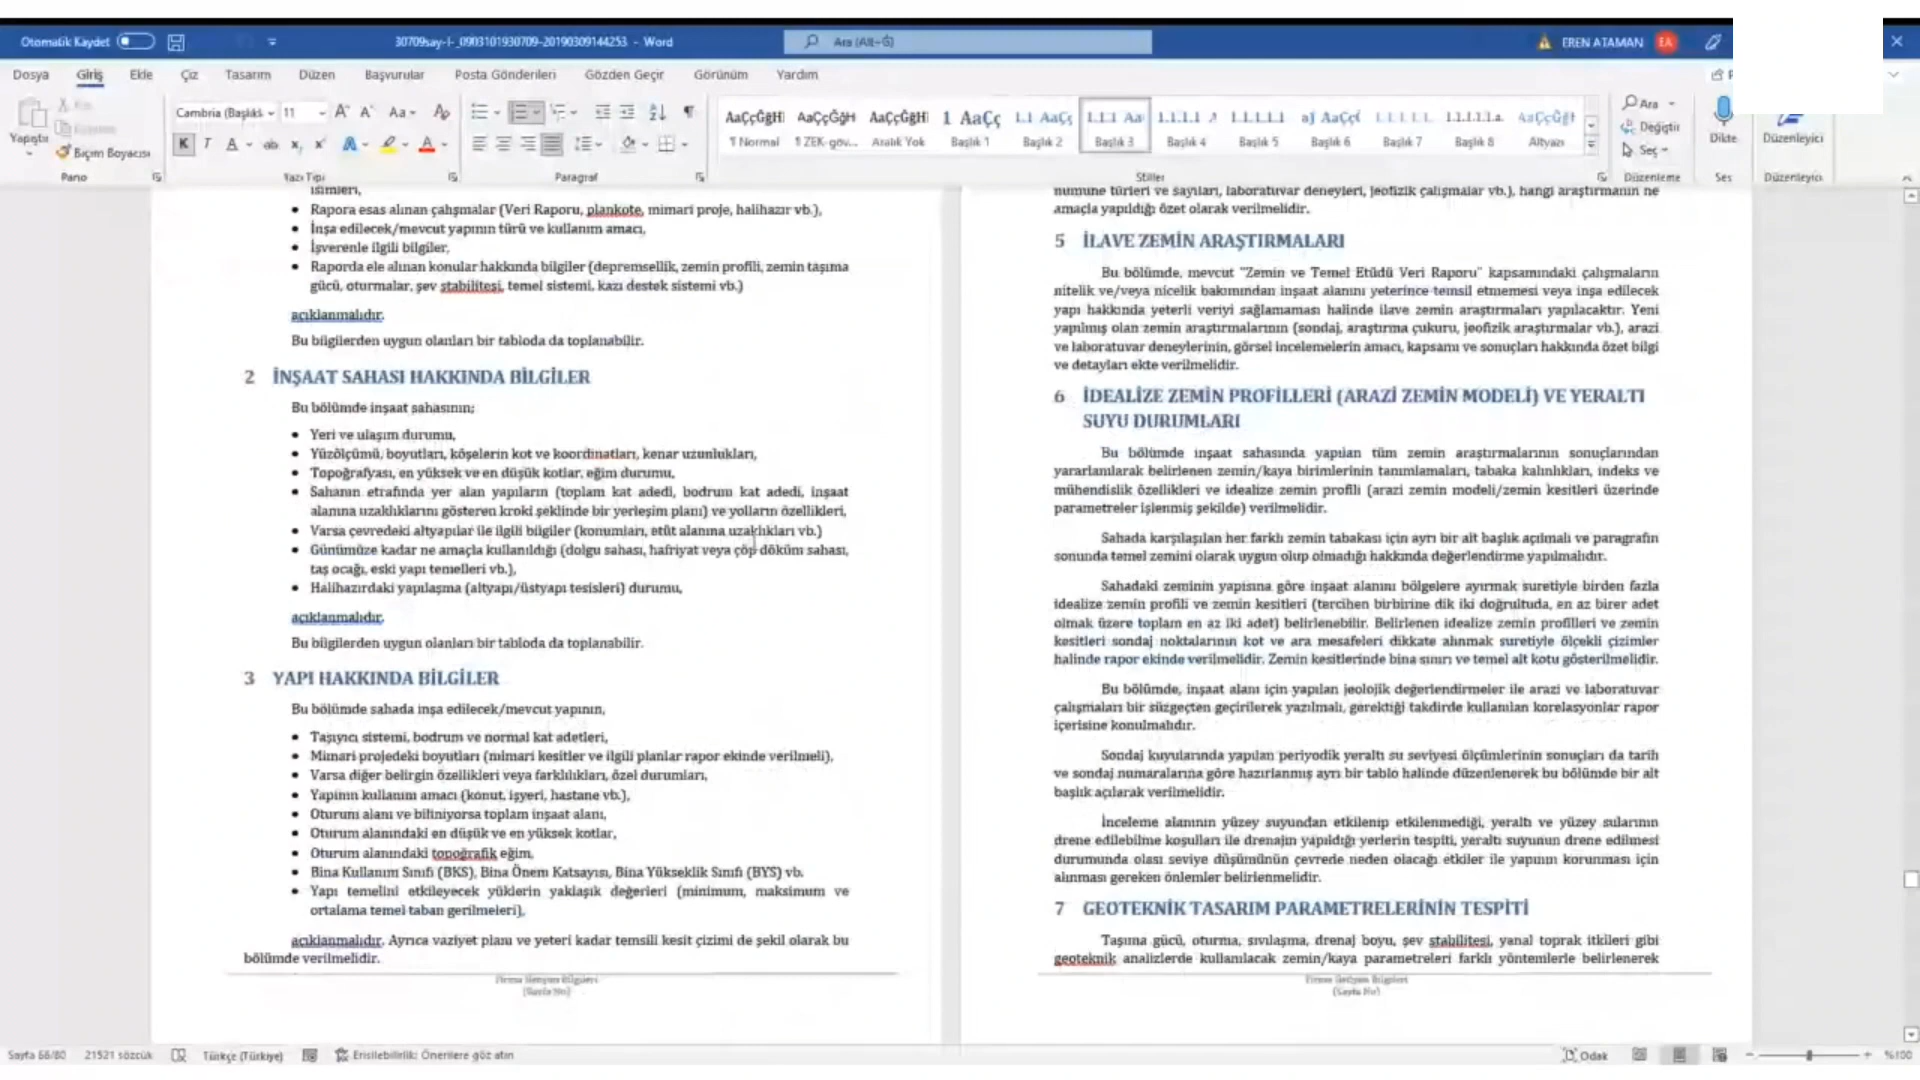 Otomatik Kaydet
30709say-I-_0903101930709-20190309144253 - Word
Ara (Alt+G)
EREN ATAMAN
EA
Dosya Giriş Ekle Çiz Tasarım Düzen Başvurular Posta Gönderileri Gözden Geçir Görünüm Yardım
Yapıştır
Kes
Biçim Boyacısı
Cambria (Başlık 11
AaÇçĞğH AaÇçĞğH AaÇçĞğH 1 AaÇç
¶ Normal ¶ ZEK-göv... Aralık Yok Başlık 1 Başlık 2 Başlık 3 Başlık 4 Başlık 5 Başlık 6 Başlık 7 Başlık 8 Altyazı
Ara
Değiştir
Seç
Dikte
Düzenleyici
Pano Yazı Tipi Paragraf Stiller Düzenleme Ses Düzenleyici
isimleri,
• Rapora esas alınan çalışmalar (Veri Raporu, plankote, mimari proje, halihazır vb.),
• İnşa edilecek/mevcut yapının türü ve kullanım amacı,
• İşverenle ilgili bilgiler,
• Raporda ele alınan konular hakkında bilgiler (depremsellik, zemin profili, zemin taşıma
gücü, oturmalar, şev stabilitesi, temel sistemi, kazı destek sistemi vb.)
açıklanmalıdır.
Bu bilgilerden uygun olanları bir tabloda da toplanabilir.
2 İNŞAAT SAHASI HAKKINDA BİLGİLER
Bu bölümde inşaat sahasının;
• Yeri ve ulaşım durumu,
• Yüzölçümü, boyutları, köşelerin kot ve koordinatları, kenar uzunlukları,
• Topoğrafyası, en yüksek ve en düşük kotlar, eğim durumu,
• Sahanın etrafında yer alan yapıların (toplam kat adedi, bodrum kat adedi, inşaat
alanına uzaklıklarını gösteren kroki şeklinde bir yerleşim planı) ve yolların özellikleri,
• Varsa çevredeki altyapılar ile ilgili bilgiler (konumları, etüt alanına uzaklıkları vb.)
• Günümüze kadar ne amaçla kullanıldığı (dolgu sahası, hafriyat veya çöp döküm sahası,
taş ocağı, eski yapı temelleri vb.),
• Halihazırdaki yapılaşma (altyapı/üstyapı tesisleri) durumu,
açıklanmalıdır.
Bu bilgilerden uygun olanları bir tabloda da toplanabilir.
3 YAPI HAKKINDA BİLGİLER
Bu bölümde sahada inşa edilecek/mevcut yapının,
• Taşıyıcı sistemi, bodrum ve normal kat adetleri,
• Mimari projedeki boyutları (mimari kesitler ve ilgili planlar rapor ekinde verilmeli),
• Varsa diğer belirgin özellikleri veya farklılıkları, özel durumları,
• Yapının kullanım amacı (konut, işyeri, hastane vb.),
• Oturum alanı ve biliniyorsa toplam inşaat alanı,
• Oturum alanındaki en düşük ve en yüksek kotlar,
• Oturum alanındaki topoğrafik eğim,
• Bina Kullanım Sınıfı (BKS), Bina Önem Katsayısı, Bina Yükseklik Sınıfı (BYS) vb.
• Yapı temelini etkileyecek yüklerin yaklaşık değerleri (minimum, maksimum ve
ortalama temel taban gerilmeleri),
açıklanmalıdır. Ayrıca vaziyet planı ve yeteri kadar temsili kesit çizimi de şekil olarak bu
bölümde verilmelidir.
Firma İletişim Bilgileri
(Sayfa No)
numune türleri ve sayıları, laboratuvar deneyleri, jeofizik çalışmalar vb.), hangi araştırmanın ne
amaçla yapıldığı özet olarak verilmelidir.
5 İLAVE ZEMİN ARAŞTIRMALARI
Bu bölümde, mevcut "Zemin ve Temel Etüdü Veri Raporu" kapsamındaki çalışmaların
nitelik ve/veya nicelik bakımından inşaat alanını yeterince temsil etmemesi veya inşa edilecek
yapı hakkında yeterli veriyi sağlamaması halinde ilave zemin araştırmaları yapılacaktır. Yeni
yapılmış olan zemin araştırmalarının (sondaj, araştırma çukuru, jeofizik araştırmalar vb.), arazi
ve laboratuvar deneylerinin, görsel incelemelerin amacı, kapsamı ve sonuçları hakkında özet bilgi
ve detayları ekte verilmelidir.
6 İDEALİZE ZEMİN PROFİLLERİ (ARAZİ ZEMİN MODELİ) VE YERALTI
SUYU DURUMLARI
Bu bölümde inşaat sahasında yapılan tüm zemin araştırmalarının sonuçlarından
yararlanılarak belirlenen zemin/kaya birimlerinin tanımlamaları, tabaka kalınlıkları, indeks ve
mühendislik özellikleri ve idealize zemin profili (arazi zemin modeli/zemin kesitleri üzerinde
parametreler işlenmiş şekilde) verilmelidir.
Sahada karşılaşılan her farklı zemin tabakası için ayrı bir alt başlık açılmalı ve paragrafın
sonunda temel zemini olarak uygun olup olmadığı hakkında değerlendirme yapılmalıdır.
Sahadaki zeminin yapısına göre inşaat alanını bölgelere ayırmak suretiyle birden fazla
idealize zemin profili ve zemin kesitleri (tercihen birbirine dik iki doğrultuda, en az birer adet
olmak üzere toplam en az iki adet) belirlenebilir. Belirlenen idealize zemin profilleri ve zemin
kesitleri sondaj noktalarının kot ve ara mesafeleri dikkate alınmak suretiyle ölçekli çizimler
halinde rapor ekinde verilmelidir. Zemin kesitlerinde bina sınırı ve temel alt kotu gösterilmelidir.
Bu bölümde, inşaat alanı için yapılan jeolojik değerlendirmeler ile arazi ve laboratuvar
çalışmaları bir süzgeçten geçirilerek yazılmalı, gerektiği takdirde kullanılan korelasyonlar rapor
içerisine konulmalıdır.
Sondaj kuyularında yapılan periyodik yeraltı su seviyesi ölçümlerinin sonuçları da tarih
ve sondaj numaralarına göre hazırlanmış ayrı bir tablo halinde düzenlenerek bu bölümde bir alt
başlık açılarak verilmelidir.
İnceleme alanının yüzey suyundan etkilenip etkilenmediği, yeraltı ve yüzey sularının
drene edilebilme koşulları ile drenajın yapıldığı yerlerin tespiti, yeraltı suyunun drene edilmesi
durumunda olası seviye düşümünün çevrede neden olacağı etkiler ile yapının korunması için
alınması gereken önlemler belirlenmelidir.
7 GEOTEKNİK TASARIM PARAMETRELERİNİN TESPİTİ
Taşıma gücü, oturma, sıvılaşma, drenaj boyu, şev stabilitesi, yanal toprak itkileri gibi
geoteknik analizlerde kullanılacak zemin/kaya parametreleri farklı yöntemlerle belirlenerek
Firma İletişim Bilgileri
(Sayfa No)
Sayfa 66/80 21521 sözcük Türkçe (Türkiye) Erişilebilirlik: Önerilere göz atın
Odak
%100